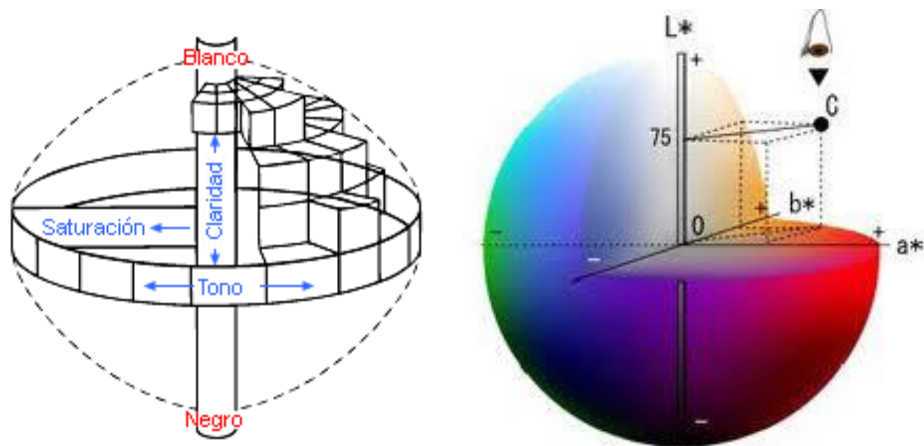 Blanco
Claridad
Saturación
Tono
Negro
L*
+
C
75
0
+
b*
-
+
a*
-
-